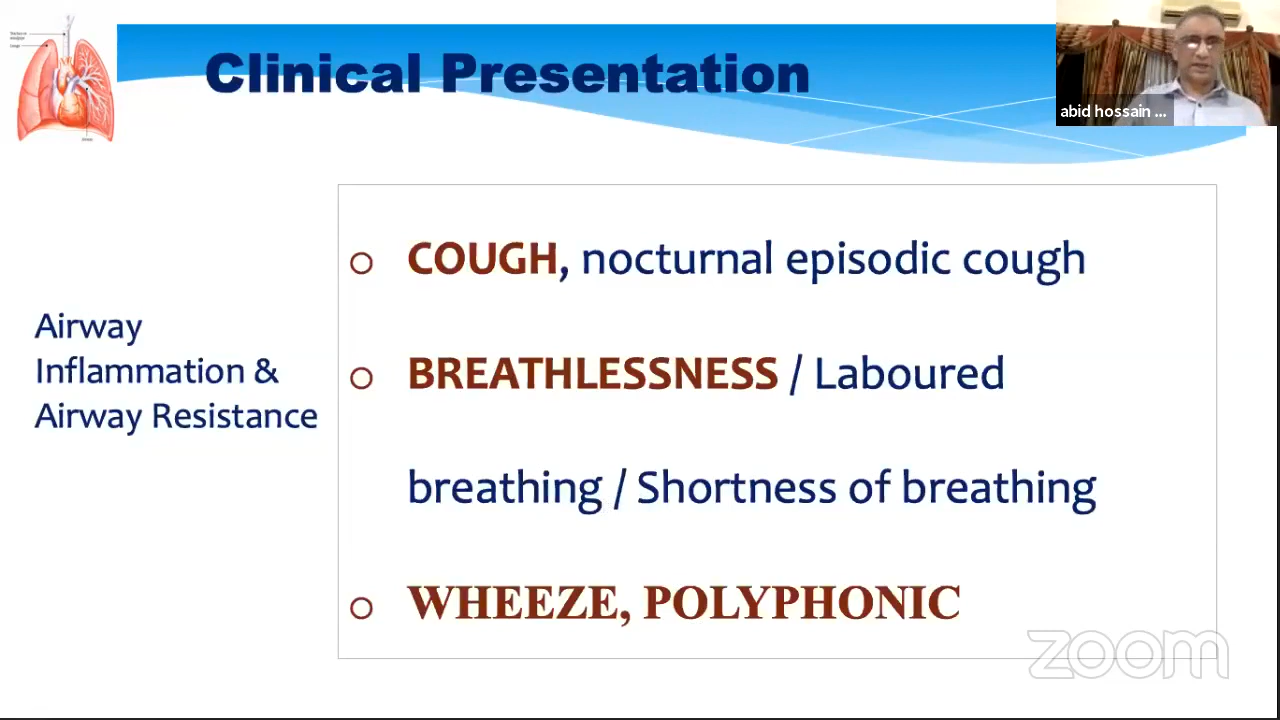 Clinical Presentation
abid hossain ...
COUGH, nocturnal episodic cough
Airway
Inflammation &
Airway Resistance
BREATHLESSNESS / Laboured
breathing / Shortness of breathing
WHEEZE, POLYPHONIC
zoom